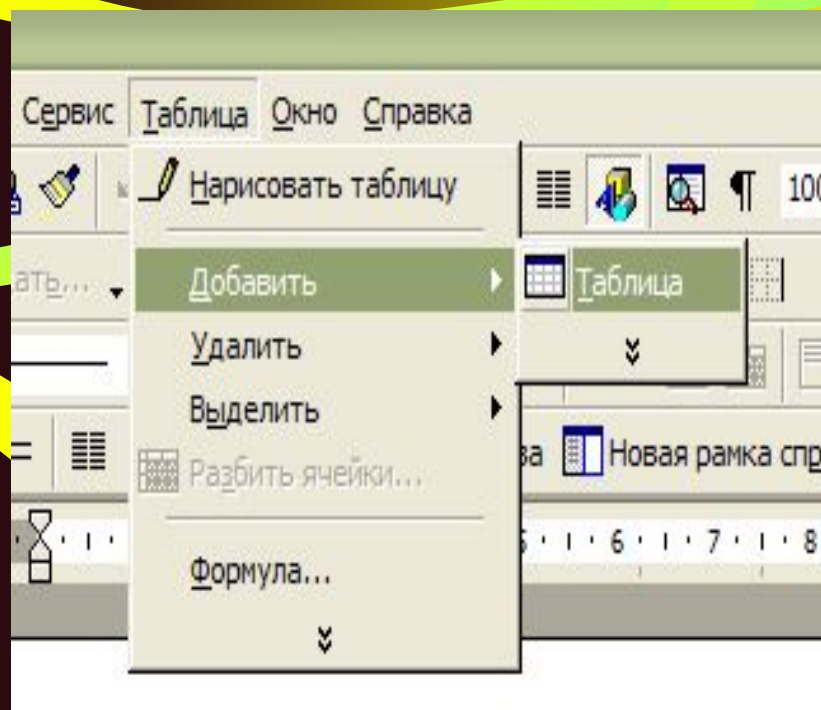 Сервис Таблица Окно Справка
Нарисовать таблицу
100
Добавить
Таблица
Удалить
Выделить
Разбить ячейки...
Новая рамка спр
Формула...
6 7 8